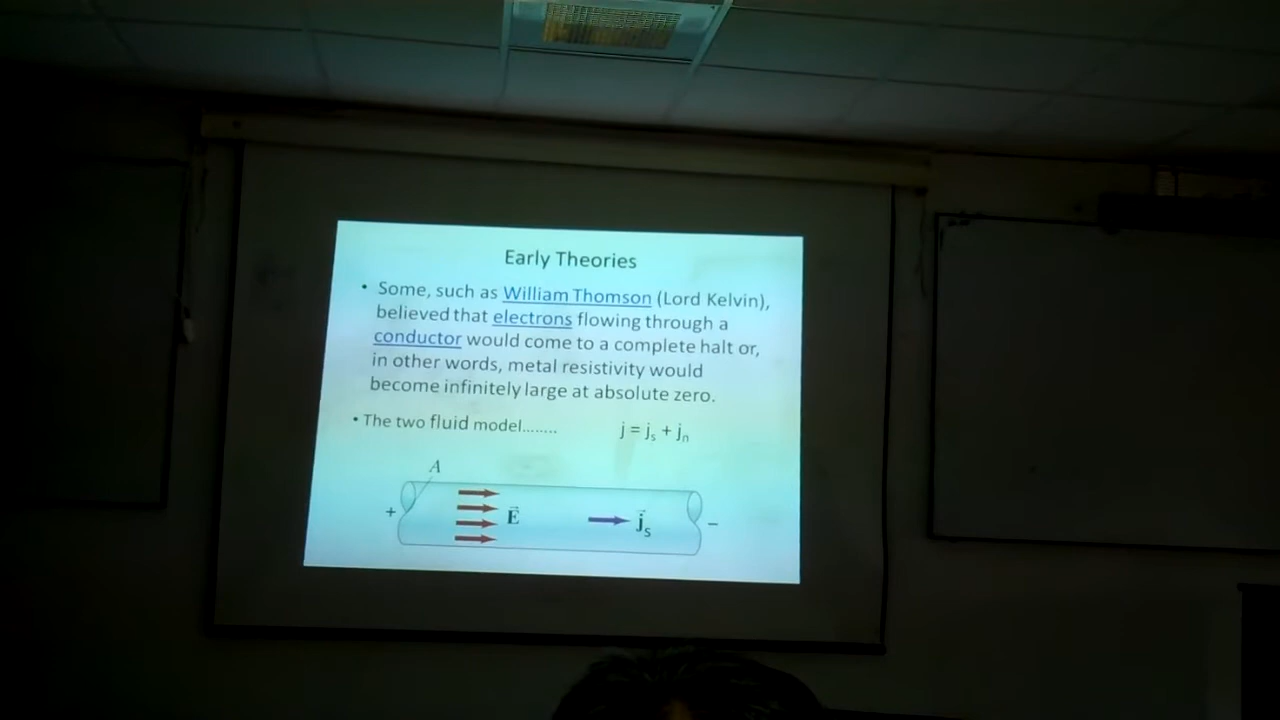 Early Theories
• Some, such as William Thomson (Lord Kelvin),
believed that electrons flowing through a
conductor would come to a complete halt or,
in other words, metal resistivity would
become infinitely large at absolute zero.
• The two fluid model........ j = jₛ + jₙ
A
+ E⃗ j⃗ₛ −